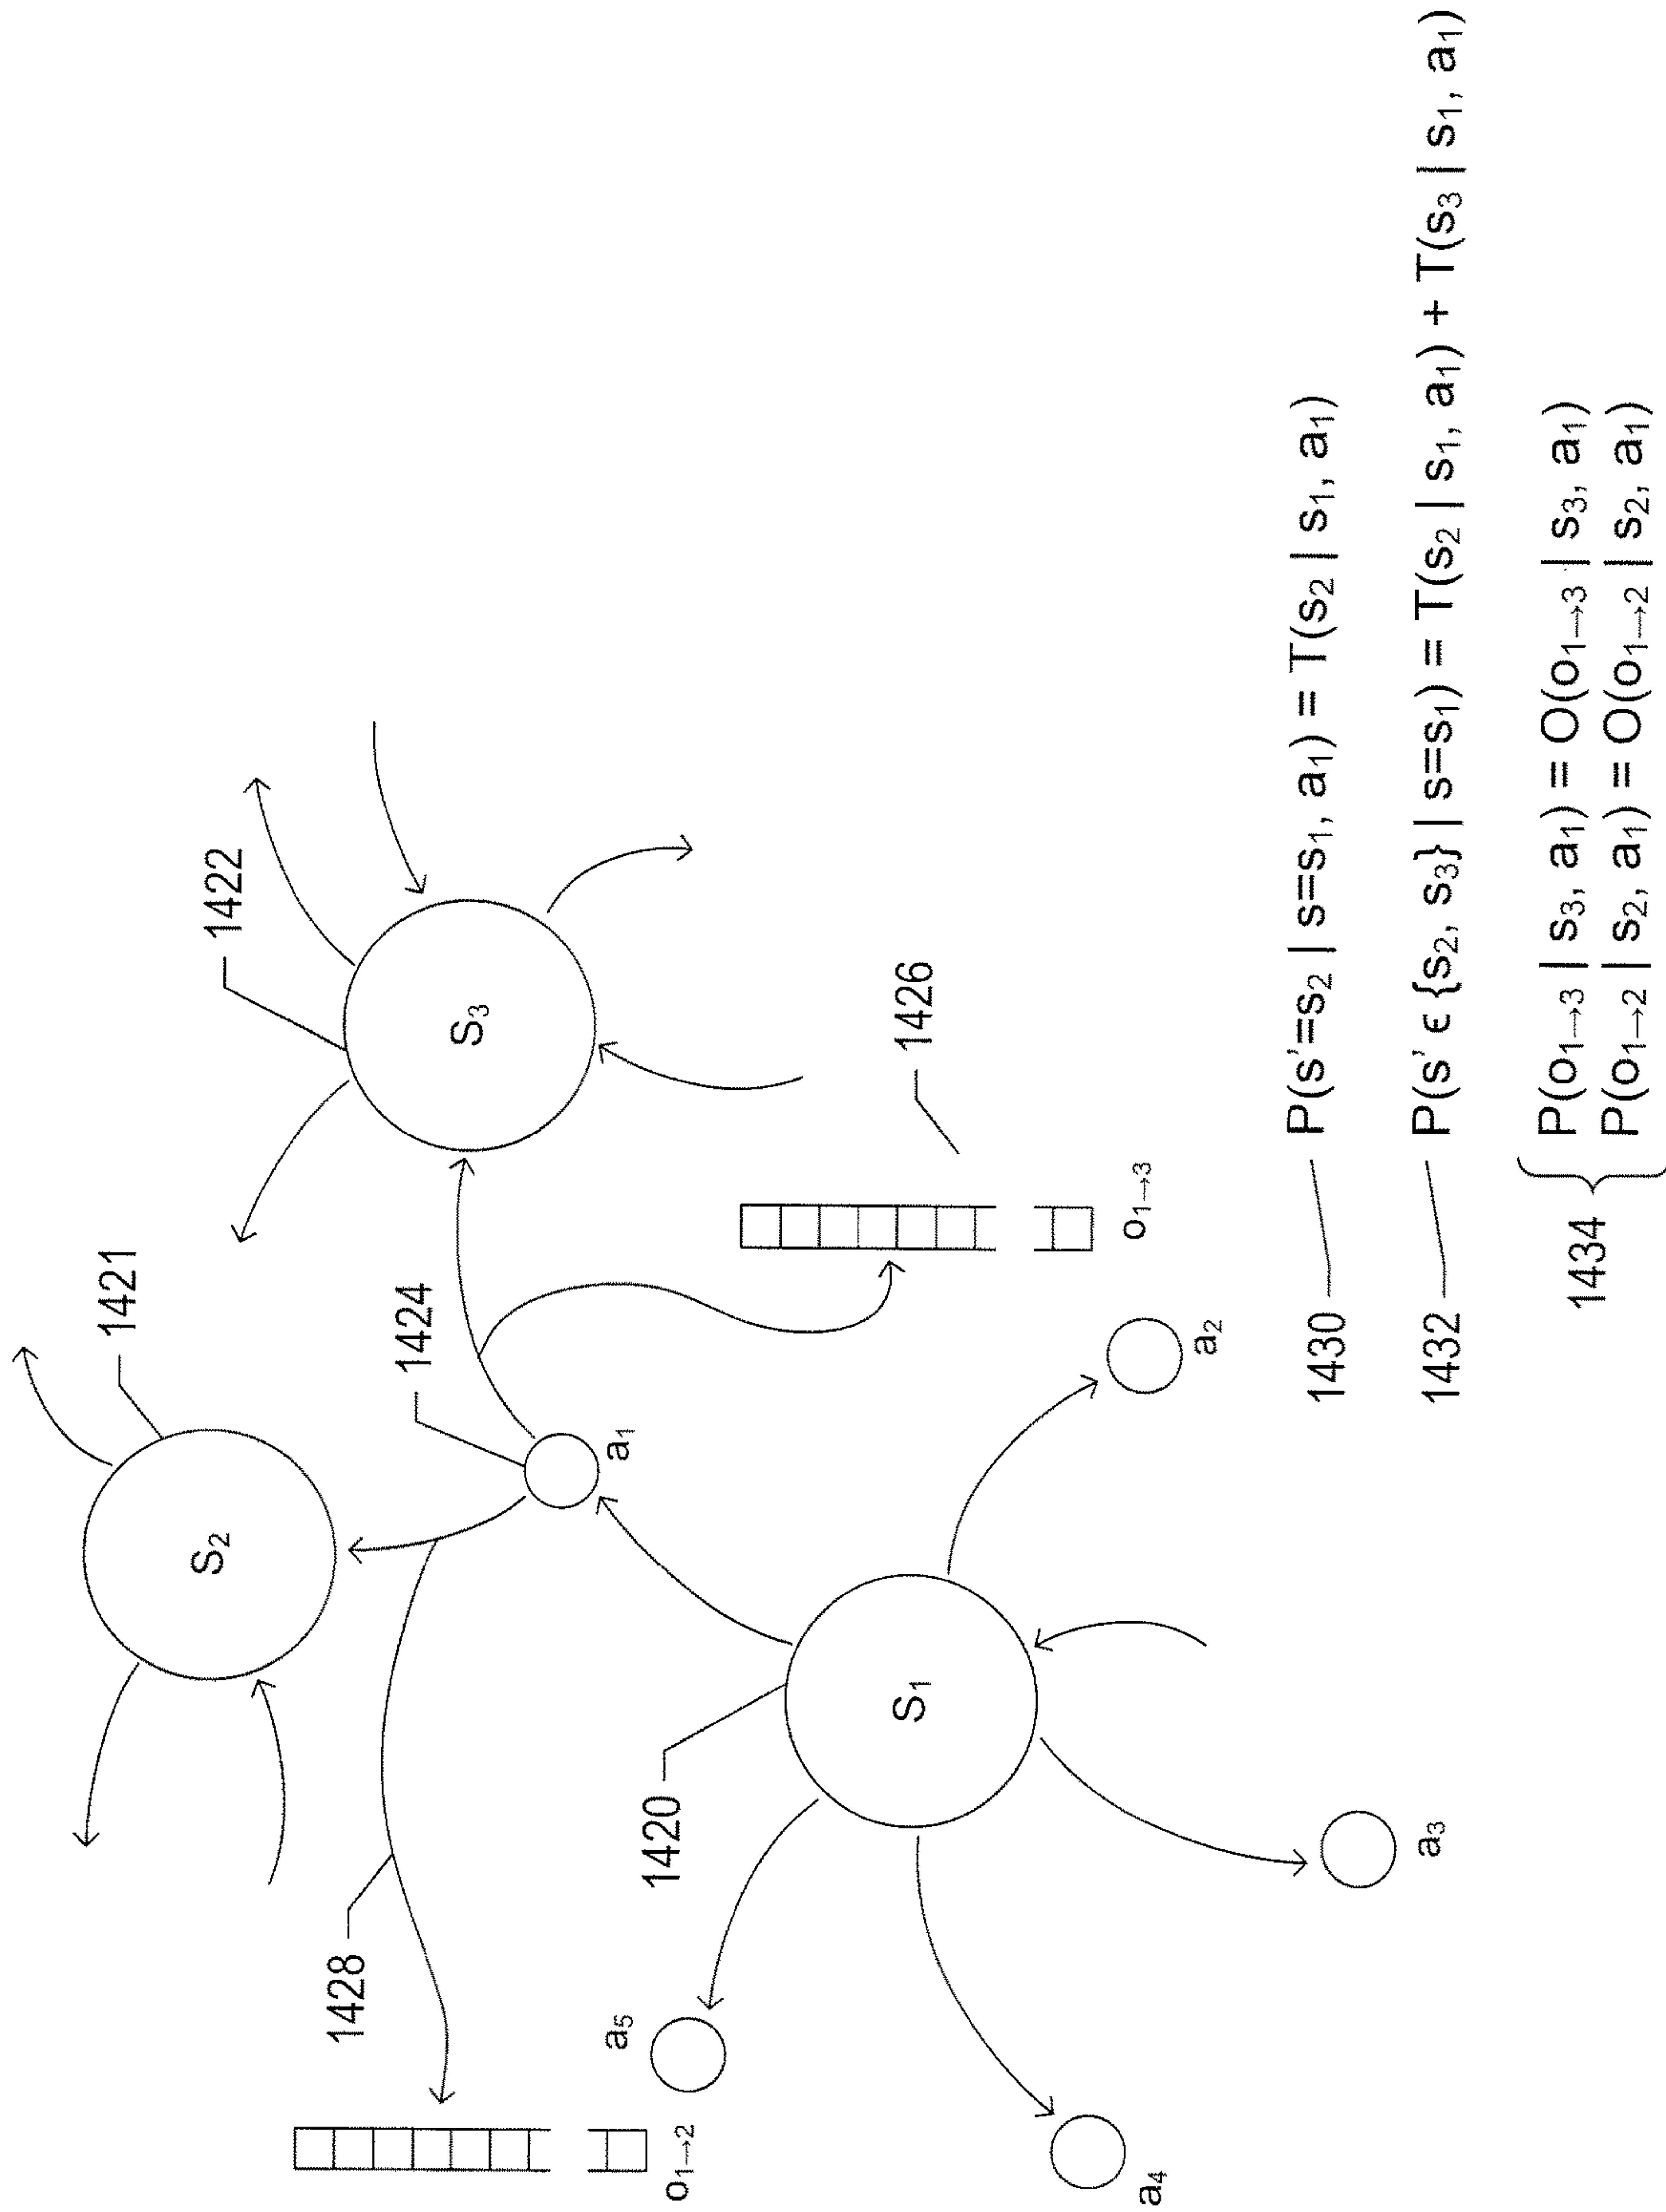 1421
S₂
1422
1428
1424
S₃
a₅
a₁
1420
o₁→₂
S₁
1426
o₁→₃
a₄
a₂
1430 P(s'=s₂ | s=s₁, a₁) = T(s₂ | s₁, a₁)
a₃
1432 P(s' ϵ {s₂, s₃} | s=s₁) = T(s₂ | s₁, a₁) + T(s₃ | s₁, a₁)
1434
P(o₁→₃ | s₃, a₁) = O(o₁→₃ | s₃, a₁)
P(o₁→₂ | s₂, a₁) = O(o₁→₂ | s₂, a₁)